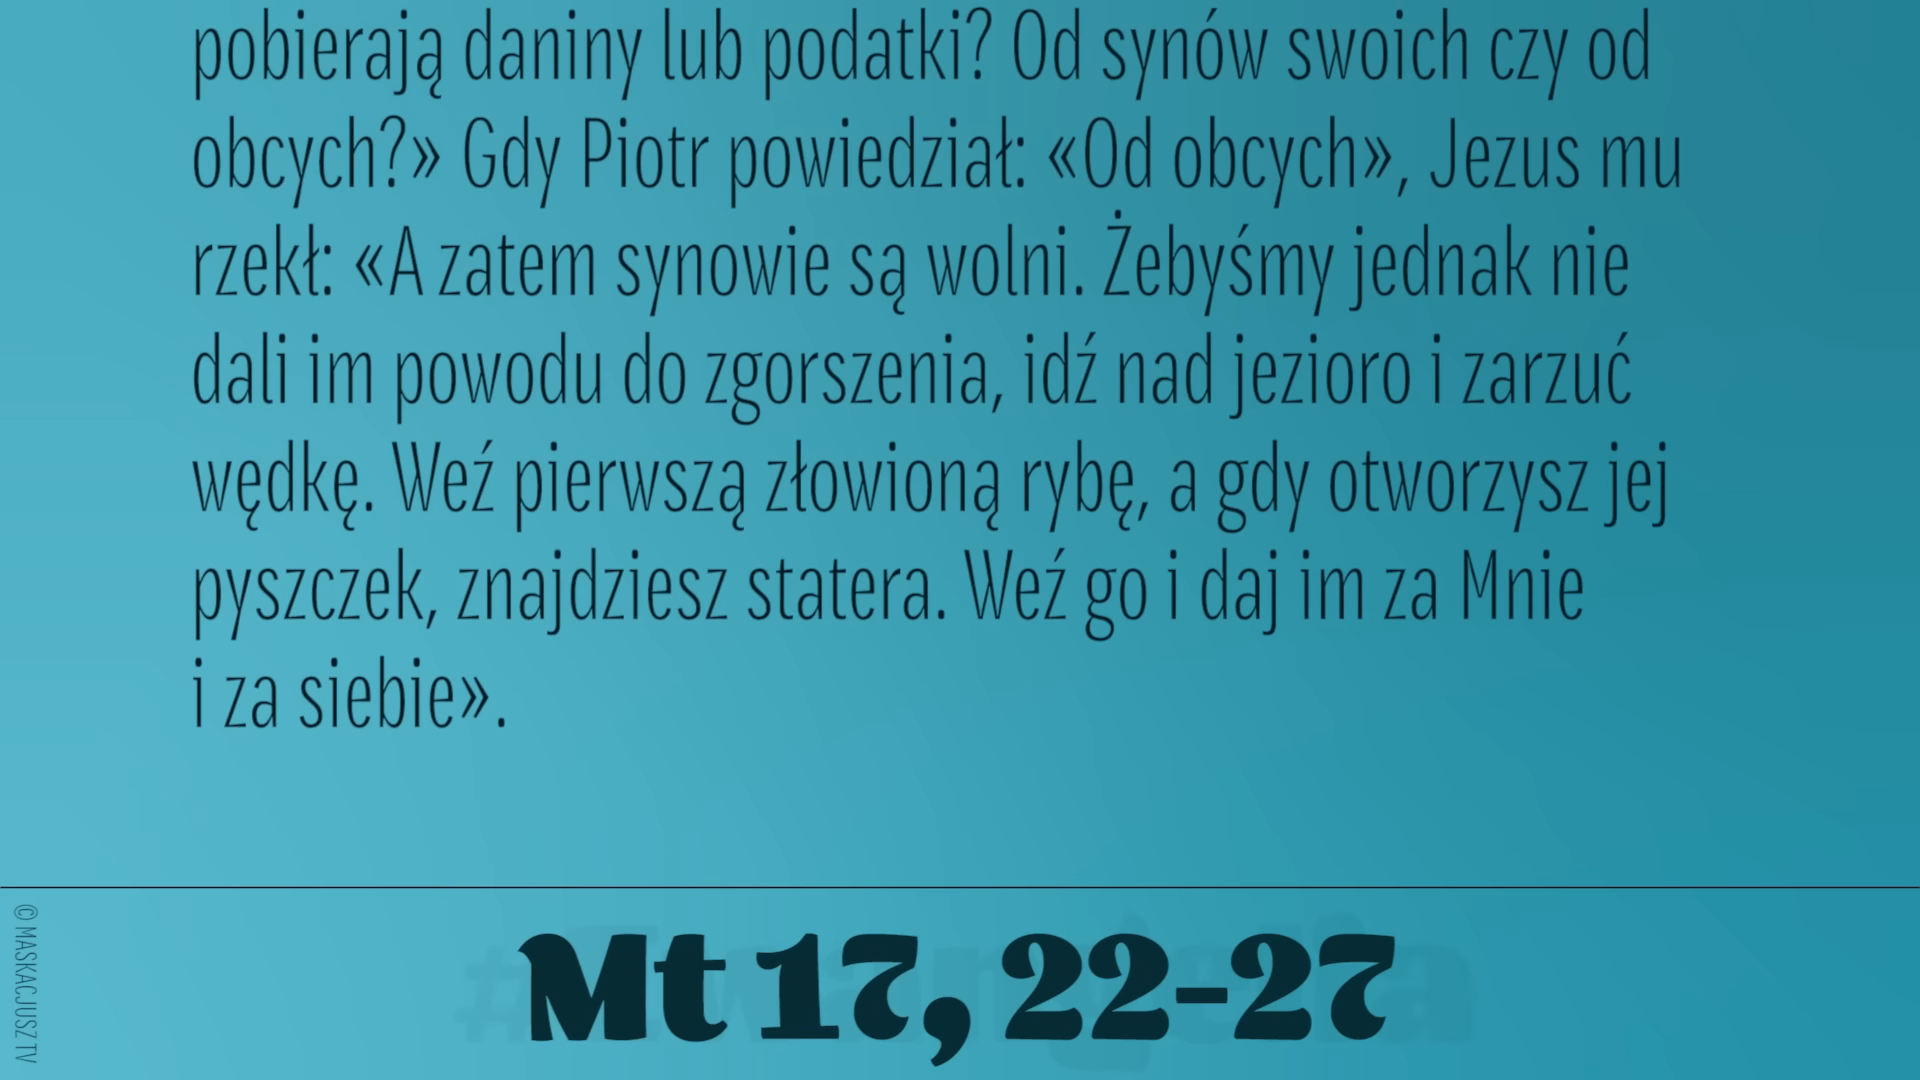 pobierają daniny lub podatki? Od synów swoich czy od
obcych?» Gdy Piotr powiedział: «Od obcych», Jezus mu
rzekł: «A zatem synowie są wolni. Żebyśmy jednak nie
dali im powodu do zgorszenia, idź nad jezioro i zarzuć
wędkę. Weź pierwszą złowioną rybę, a gdy otworzysz jej
pyszczek, znajdziesz statera. Weź go i daj im za Mnie
i za siebie».
Mt 17, 22-27
© MASKACJUSZ TV